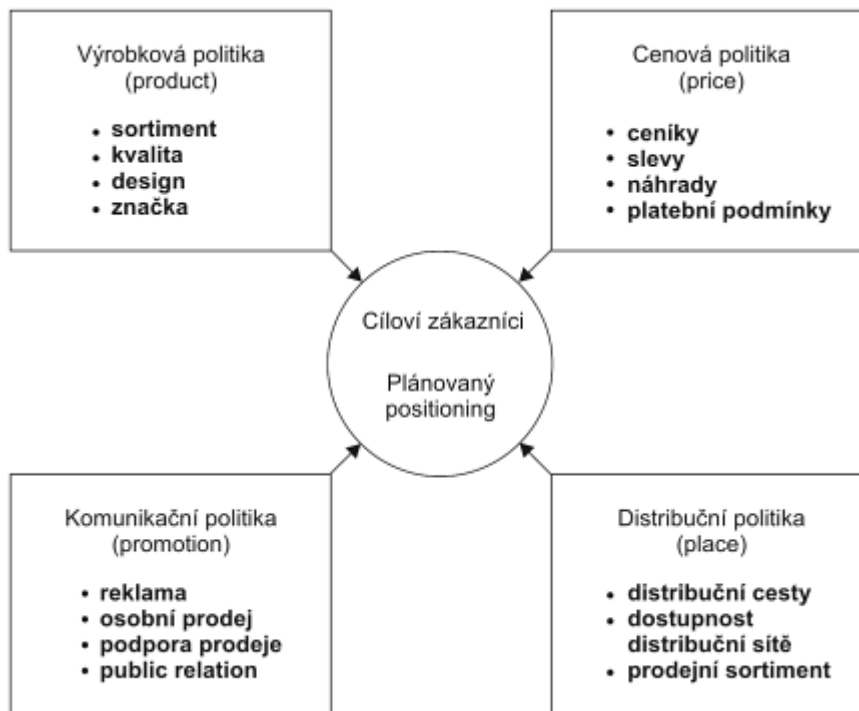 Výrobková politika
(product)
• sortiment
• kvalita
• design
• značka
Cenová politika
(price)
• ceníky
• slevy
• náhrady
• platební podmínky
Cíloví zákazníci
Plánovaný
positioning
Komunikační politika
(promotion)
• reklama
• osobní prodej
• podpora prodeje
• public relation
Distribuční politika
(place)
• distribuční cesty
• dostupnost
distribuční sítě
• prodejní sortiment